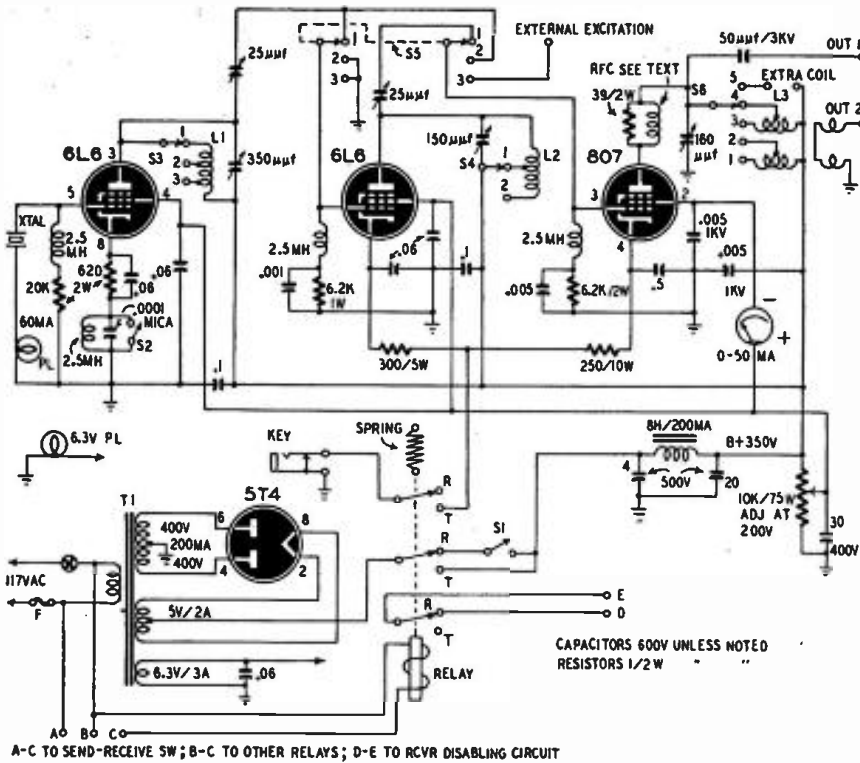 EXTERNAL EXCITATION
50μμf/3KV
OUT
25μμf
1
2
3
S5
1
2
3
25μμf
RFC SEE TEXT
39/2W
S6
5
4
3
2
1
EXTRA COIL
L3
OUT 2
6L6
3
S3
1
2
3
L1
350μμf
6L6
150μμf
S4
1
2
L2
807
160
μμf
5
4
8
3
2
4
XTAL
2.5
MH
620
2W
.06
.06
20K
60MA
PL
.0001
MICA
2.5MH
S2
.1
2.5MH
.001
6.2K
1W
.06
.1
2.5MH
.005
6.2K/2W
.5
.005
1KV
.005
1KV
-
+
0-50 MA
300/5W
250/10W
6.3V PL
KEY
SPRING
8H/200MA
B+350V
4
500V
20
10K/75W
ADJ AT
200V
30
400V
T1
5T4
6
8
4
2
400V
200MA
400V
R
T
R
T
S1
R
T
117VAC
F
5V/2A
6.3V/3A
.06
RELAY
E
D
CAPACITORS 600V UNLESS NOTED
RESISTORS 1/2 W " "
A B C
A-C TO SEND-RECEIVE SW; B-C TO OTHER RELAYS; D-E TO RCVR DISABLING CIRCUIT